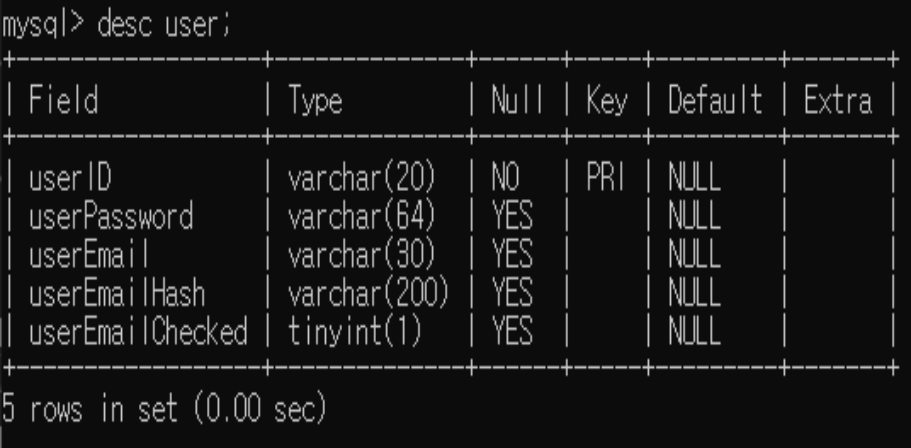 mysql> desc user;
+------------------+--------------+------+-----+---------+-------+
| Field            | Type         | Null | Key | Default | Extra |
+------------------+--------------+------+-----+---------+-------+
| userID           | varchar(20)  | NO   | PRI | NULL    |       |
| userPassword     | varchar(64)  | YES  |     | NULL    |       |
| userEmail        | varchar(30)  | YES  |     | NULL    |       |
| userEmailHash    | varchar(200) | YES  |     | NULL    |       |
| userEmailChecked | tinyint(1)   | YES  |     | NULL    |       |
+------------------+--------------+------+-----+---------+-------+
5 rows in set (0.00 sec)